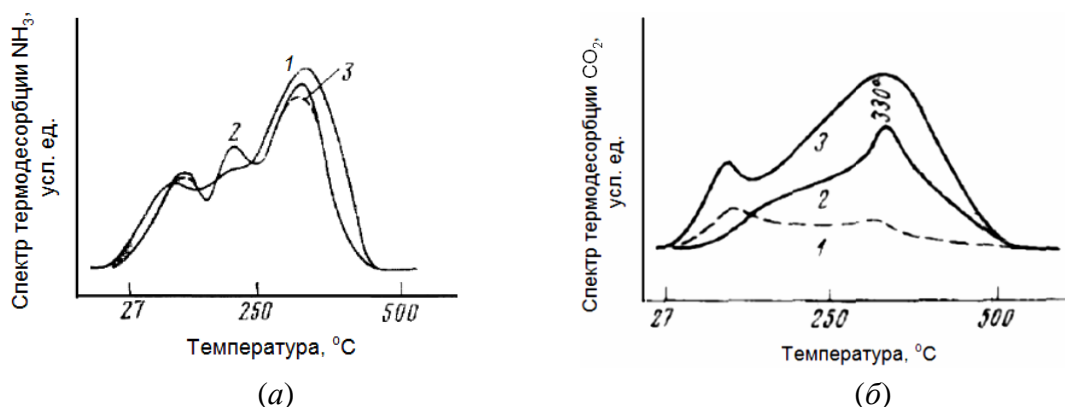 Спектр термодесорбции NH3,
усл. ед.
1
3
2
27
250
500
Температура, °С
(а)
Спектр термодесорбции CO2,
усл. ед.
330°
3
2
1
27
250
500
Температура, °С
(б)